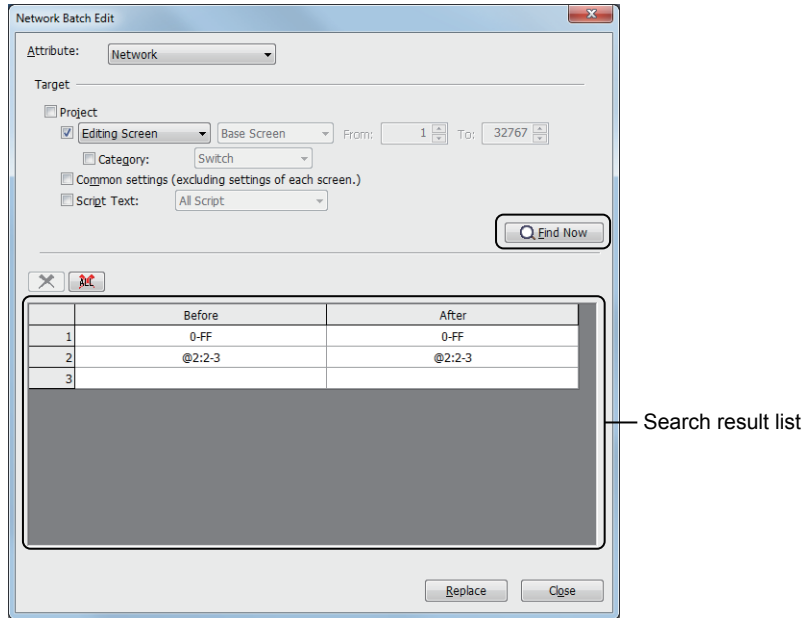 Network Batch Edit
Attribute: Network
Target
Project
Editing Screen Base Screen From: 1 To: 32767
Category: Switch
Common settings (excluding settings of each screen.)
Script Text: All Script
Find Now
ALL
Before After
1 0-FF 0-FF
2 @2:2-3 @2:2-3
3
Search result list
Replace Close